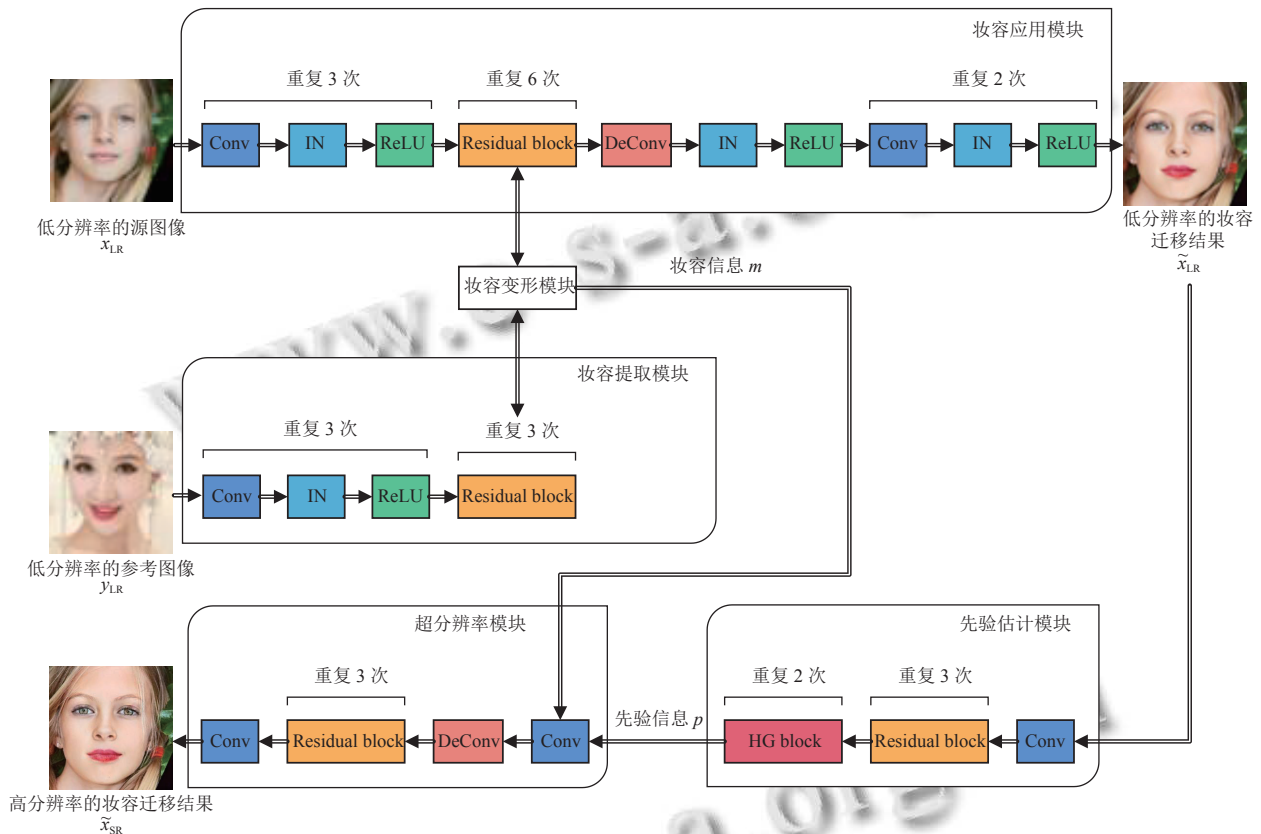 妆容应用模块
重复 3 次
重复 6 次
重复 2 次
Conv
IN
ReLU
Residual block
DeConv
IN
ReLU
Conv
IN
ReLU
低分辨率的源图像
x_LR
低分辨率的妆容
迁移结果
x̃_LR
妆容变形模块
妆容信息 m
妆容提取模块
重复 3 次
重复 3 次
Conv
IN
ReLU
Residual block
低分辨率的参考图像
y_LR
超分辨率模块
重复 3 次
Conv
Residual block
DeConv
Conv
先验信息 p
先验估计模块
重复 2 次
重复 3 次
HG block
Residual block
Conv
高分辨率的妆容迁移结果
x̃_SR